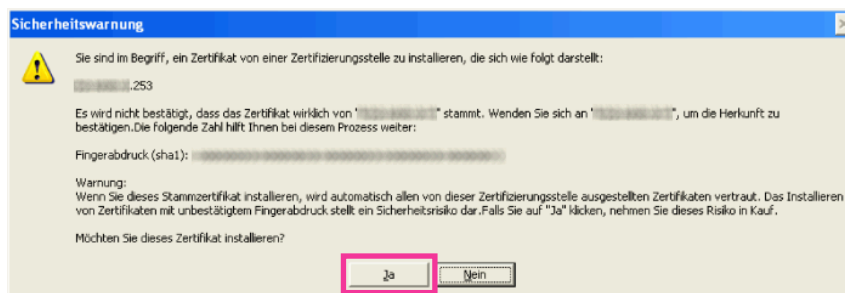 Sicherheitswarnung
Sie sind im Begriff, ein Zertifikat von einer Zertifizierungsstelle zu installieren, die sich wie folgt darstellt:
.253
Es wird nicht bestätigt, dass das Zertifikat wirklich von "" stammt. Wenden Sie sich an "", um die Herkunft zu
bestätigen.Die folgende Zahl hilft Ihnen bei diesem Prozess weiter:
Fingerabdruck (sha1):
Warnung:
Wenn Sie dieses Stammzertifikat installieren, wird automatisch allen von dieser Zertifizierungsstelle ausgestellten Zertifikaten vertraut. Das Installieren
von Zertifikaten mit unbestätigtem Fingerabdruck stellt ein Sicherheitsrisiko dar.Falls Sie auf "Ja" klicken, nehmen Sie dieses Risiko in Kauf.
Möchten Sie dieses Zertifikat installieren?
Ja Nein